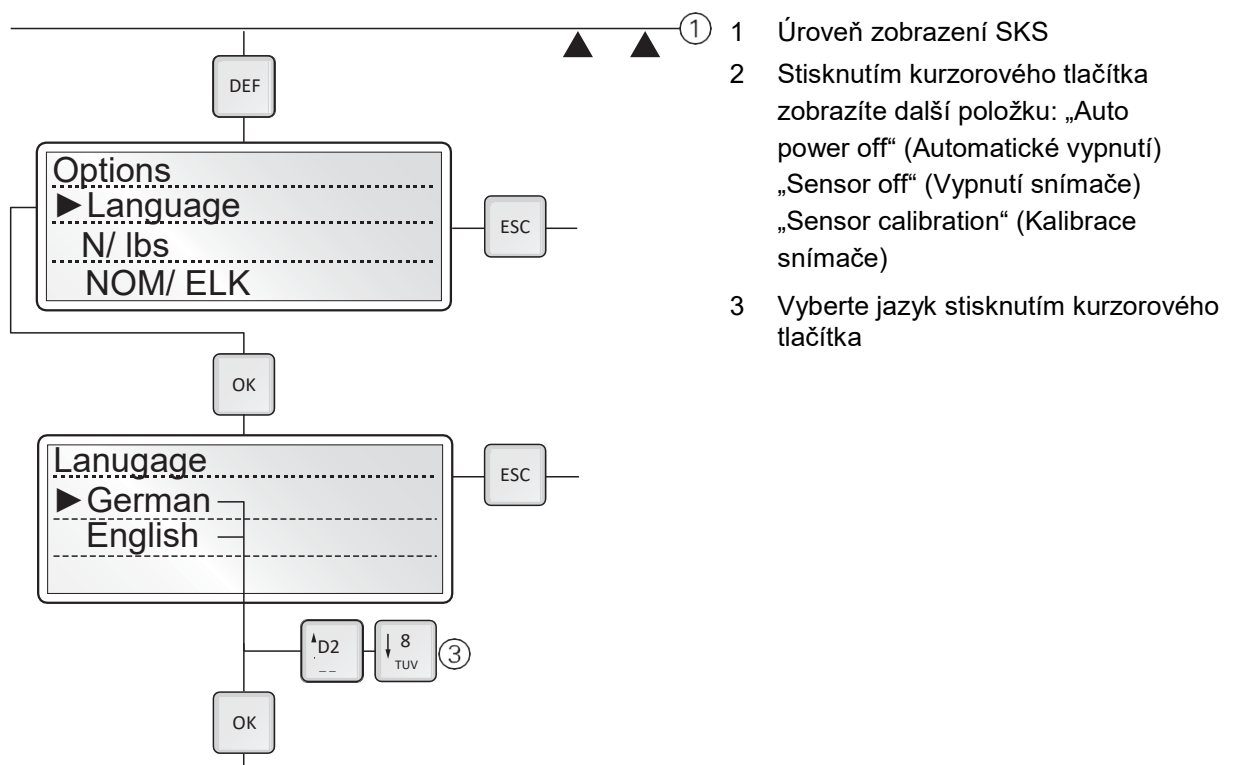 1
1 Úroveň zobrazení SKS
2 Stisknutím kurzorového tlačítka
zobrazíte další položku: „Auto
power off“ (Automatické vypnutí)
„Sensor off“ (Vypnutí snímače)
„Sensor calibration“ (Kalibrace
snímače)
3 Vyberte jazyk stisknutím kurzorového
tlačítka
DEF
Options
►Language
N/ lbs
NOM/ ELK
ESC
OK
Lanugage
►German
English
ESC
D2
_ _
8
TUV
3
OK